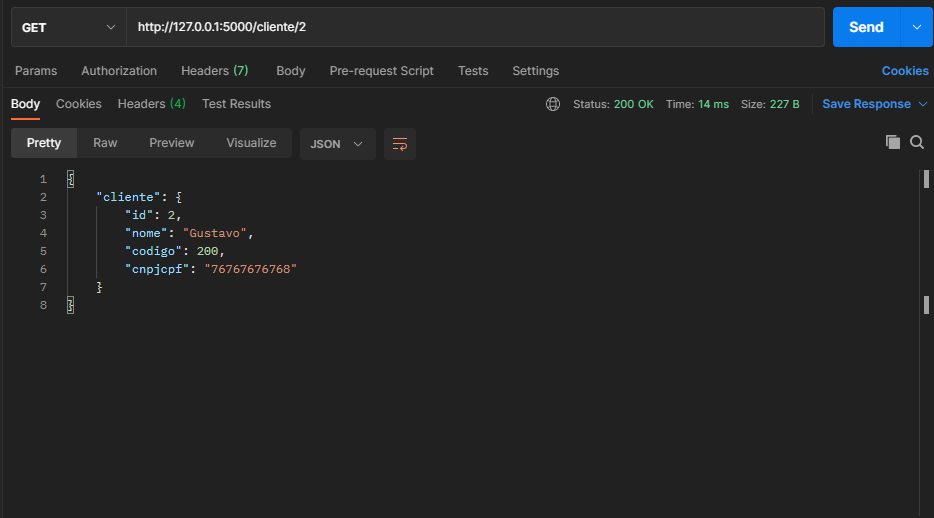 GET http://127.0.0.1:5000/cliente/2 Send
Params Authorization Headers (7) Body Pre-request Script Tests Settings Cookies
Body Cookies Headers (4) Test Results Status: 200 OK Time: 14 ms Size: 227 B Save Response
Pretty Raw Preview Visualize JSON
1 {
2 "cliente": {
3 "id": 2,
4 "nome": "Gustavo",
5 "codigo": 200,
6 "cnpjcpf": "76767676768"
7 }
8 }